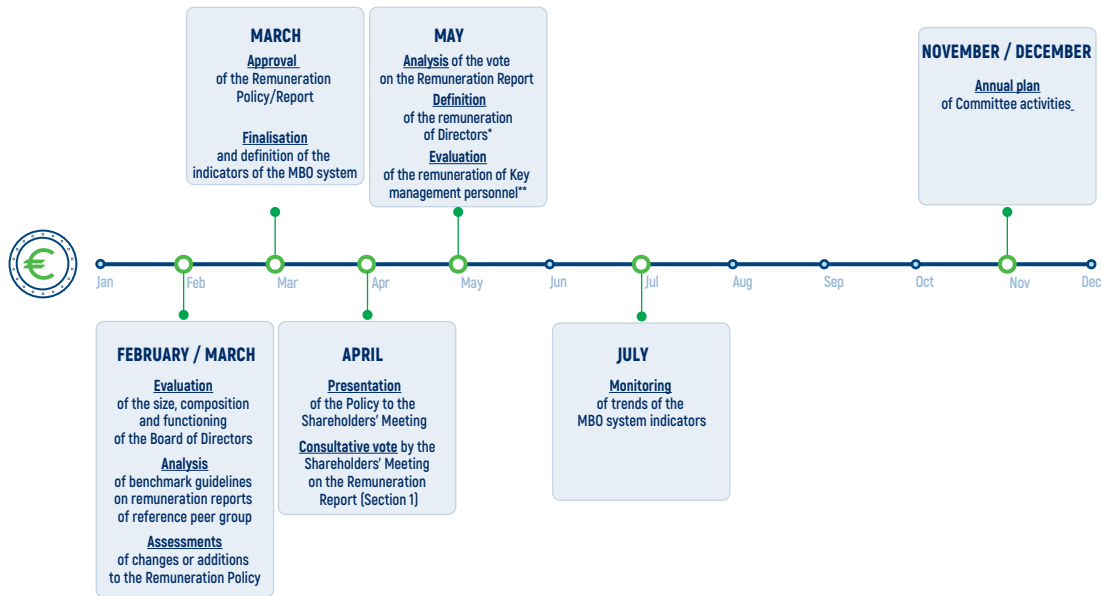 MARCH
Approval
of the Remuneration
Policy/Report
Finalisation
and definition of the
indicators of the MBO system
MAY
Analysis of the vote
on the Remuneration Report
Definition
of the remuneration
of Directors*
Evaluation
of the remuneration of Key
management personnel**
NOVEMBER / DECEMBER
Annual plan
of Committee activities
€
Jan
Feb
Mar
Apr
May
Jun
Jul
Aug
Sep
Oct
Nov
Dec
FEBRUARY / MARCH
Evaluation
of the size, composition
and functioning
of the Board of Directors
Analysis
of benchmark guidelines
on remuneration reports
of reference peer group
Assessments
of changes or additions
to the Remuneration Policy
APRIL
Presentation
of the Policy to the
Shareholders' Meeting
Consultative vote by the
Shareholders' Meeting
on the Remuneration
Report (Section 1)
JULY
Monitoring
of trends of the
MBO system indicators